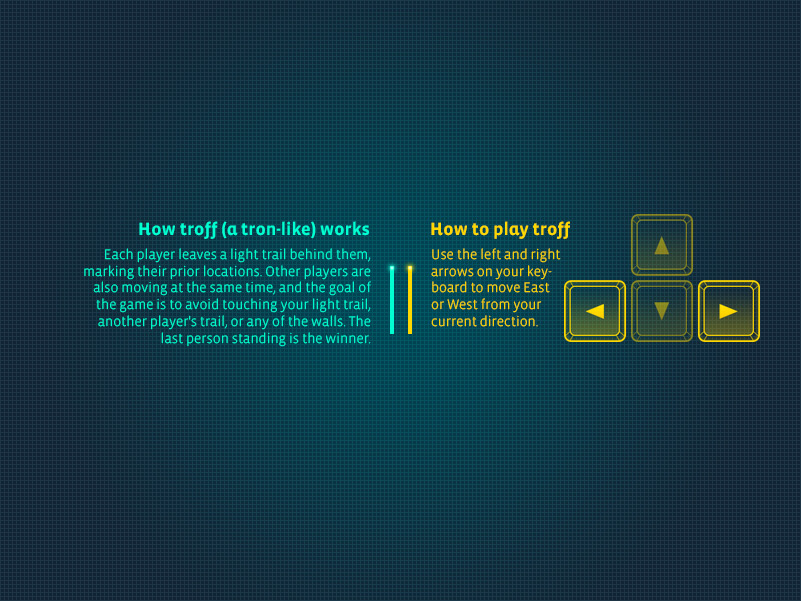 How troff (a tron-like) works
Each player leaves a light trail behind them,
marking their prior locations. Other players are
also moving at the same time, and the goal of
the game is to avoid touching your light trail,
another player's trail, or any of the walls. The
last person standing is the winner.
How to play troff
Use the left and right
arrows on your key-
board to move East
or West from your
current direction.